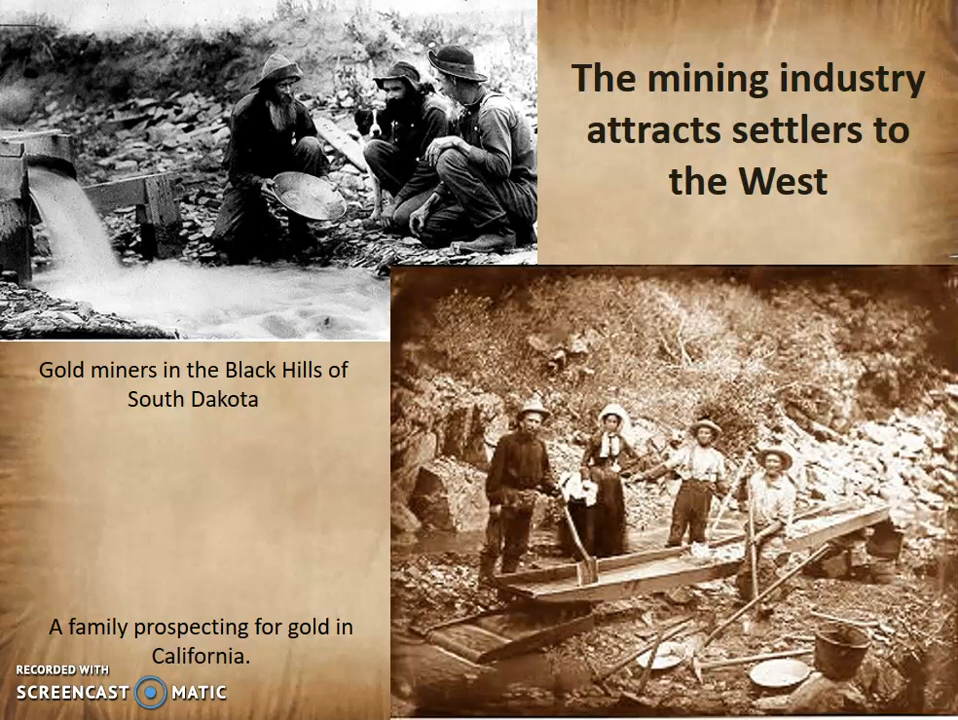 The mining industry
attracts settlers to
the West
Gold miners in the Black Hills of
South Dakota
A family prospecting for gold in
California.
RECORDED WITH
SCREENCAST MATIC